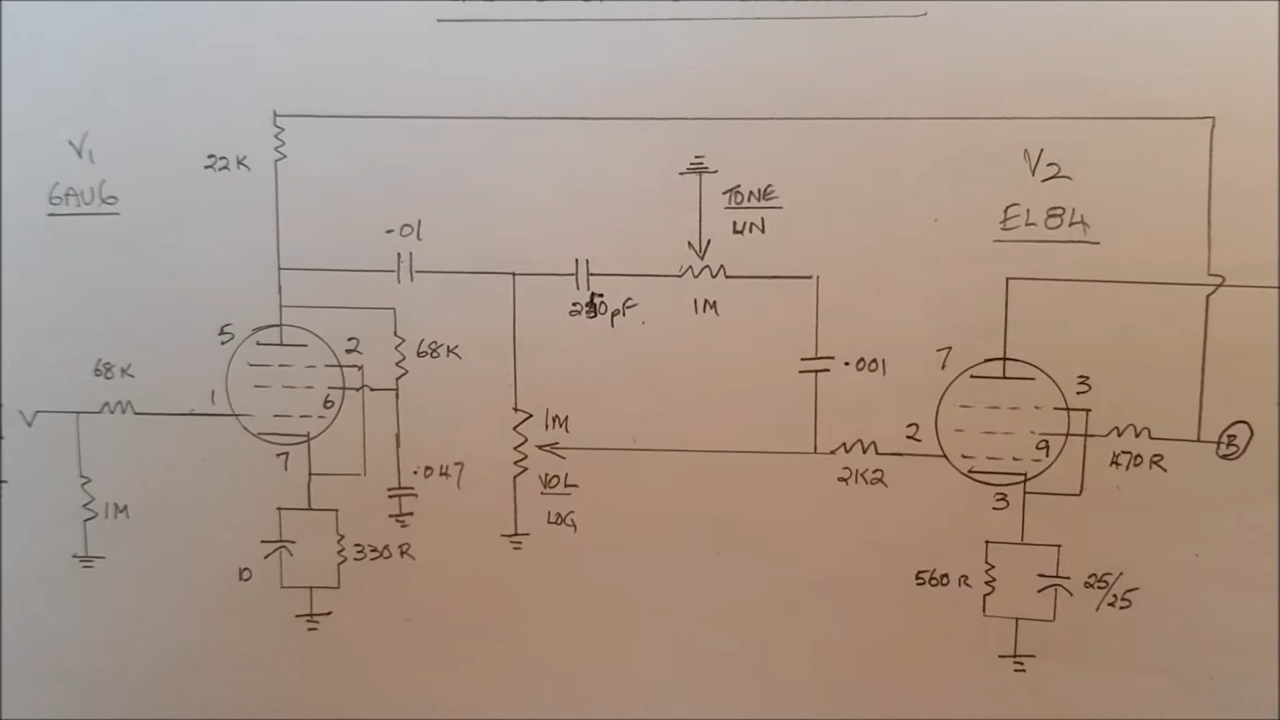 V1
6AU6
22K
-01
TONE
LIN
V2
EL84
250pF
1M
5
2
68K
·001
7
3
68K
1
6
1M
2
9
B
7
·047
VOL
LOG
2K2
470R
1M
3
10
330R
560R
25/25